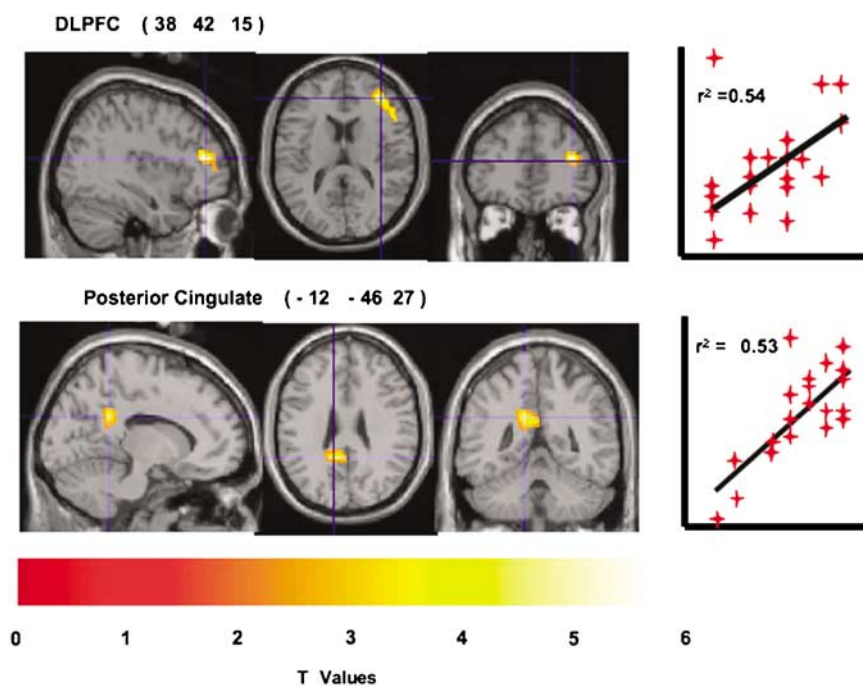 DLPFC ( 38 42 15 )
r² =0.54
Posterior Cingulate ( - 12 - 46 27 )
r² = 0.53
0 1 2 3 4 5 6
T Values